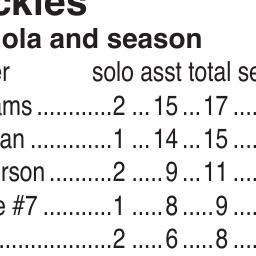 ckles
ola and season
er solo asst total se
ams ............2 ... 15 ... 17 ....
an ............1 ... 14 ... 15 ....
rson ..........2 ..... 9 ... 11 ....
e #7 ...........1 ..... 8 .....9 ....
..................2 ..... 6 .....8 ....